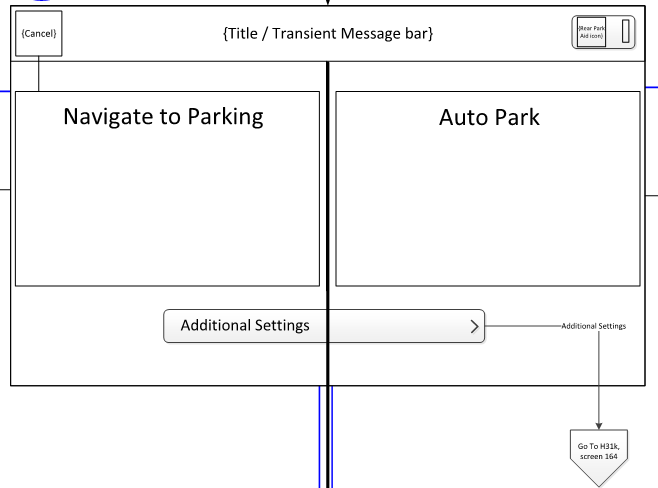 {Cancel}
{Title / Transient Message bar}
{Rear Park
Aid icon}
Navigate to Parking
Auto Park
Additional Settings
Additional Settings
Go To H31k,
screen 164